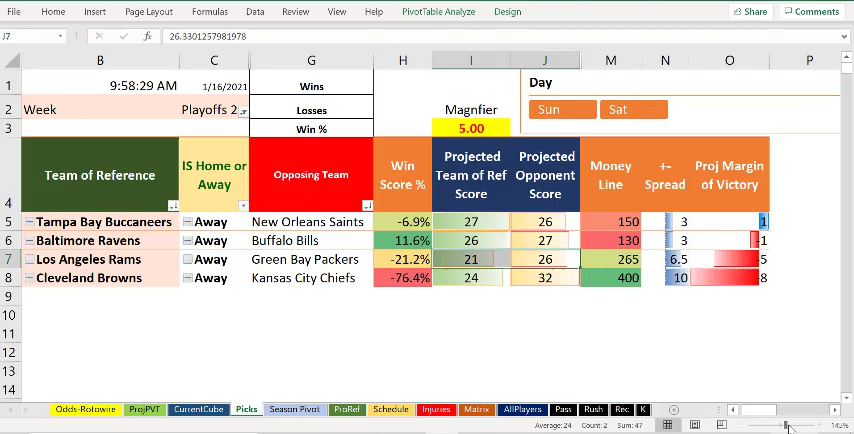 File Home Insert Page Layout Formulas Data Review View Help PivotTable Analyze Design Share Comments
J7 fx 26.3301257981978
B C G H I J M N O P
1 9:58:29 AM 1/16/2021 Wins Day
2 Week Playoffs 2 Losses Magnfier Sun Sat
3 Win % 5.00
4 Team of Reference IS Home or Away Opposing Team Win Score % Projected Team of Ref Score Projected Opponent Score Money Line +- Spread Proj Margin of Victory
5 Tampa Bay Buccaneers Away New Orleans Saints -6.9% 27 26 150 3 1
6 Baltimore Ravens Away Buffalo Bills 11.6% 26 27 130 3 -1
7 Los Angeles Rams Away Green Bay Packers -21.2% 21 26 265 6.5 -5
8 Cleveland Browns Away Kansas City Chiefs -76.4% 24 32 400 10 -8
9
10
11
12
13
14
Odds-Rotowire ProjPVT CurrentCube Picks Season Pivot ProRef Schedule Injuries Matrix AllPlayers Pass Rush Rec K
Average: 24 Count: 2 Sum: 47 145%